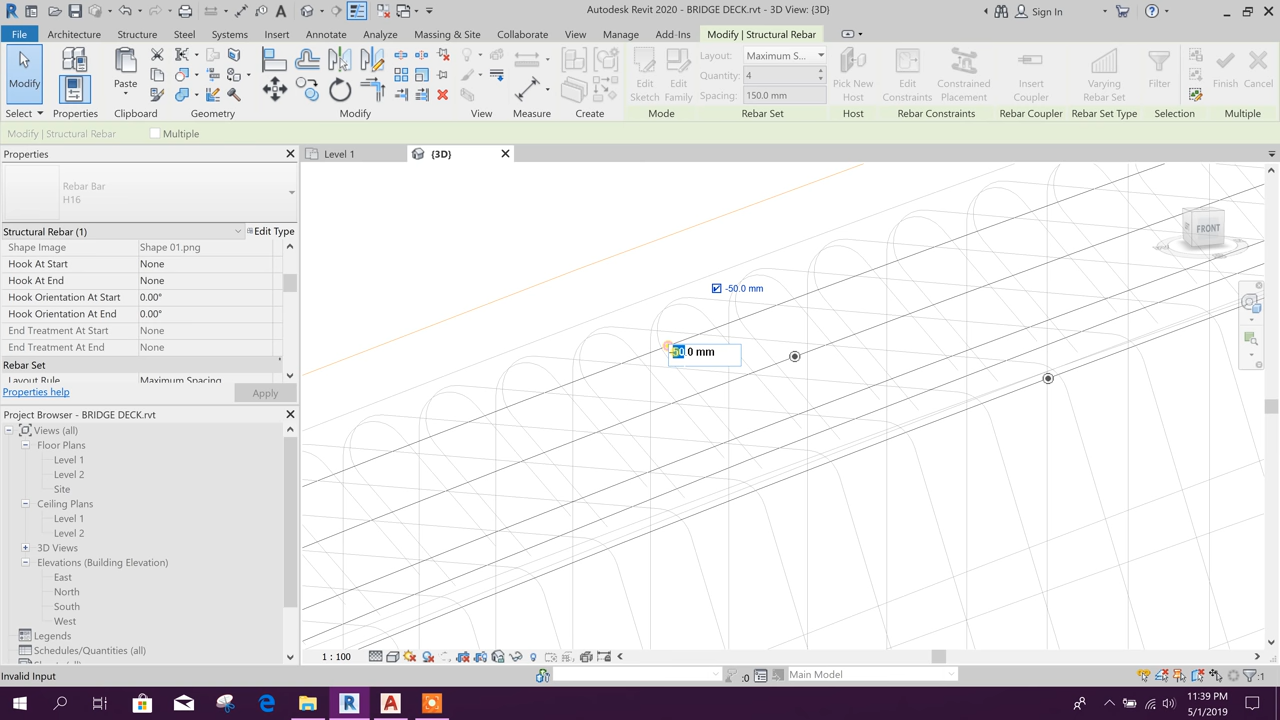 Autodesk Revit 2020 - BRIDGE DECK.rvt - 3D View: {3D}
Sign In
File Architecture Structure Steel Systems Insert Annotate Analyze Massing & Site Collaborate View Manage Add-Ins Modify | Structural Rebar
Modify
Paste
Layout: Maximum S...
Quantity: 4
Spacing: 150.0 mm
Edit Sketch
Edit Family
Pick New Host
Edit Constraints
Constrained Placement
Insert Coupler
Varying Rebar Set
Filter
Finish
Cancel
Select Properties Clipboard Geometry Modify View Measure Create Mode Rebar Set Host Rebar Constraints Rebar Coupler Rebar Set Type Selection Multiple
Modify | Structural Rebar Multiple
Properties
Level 1
{3D}
Rebar Bar
H16
Structural Rebar (1) Edit Type
Shape Image Shape 01.png
Hook At Start None
Hook At End None
Hook Orientation At Start 0.00°
Hook Orientation At End 0.00°
End Treatment At Start None
End Treatment At End None
Rebar Set
Layout Rule Maximum Spacing
Properties help Apply
Project Browser - BRIDGE DECK.rvt
Views (all)
Floor Plans
Level 1
Level 2
Site
Ceiling Plans
Level 1
Level 2
3D Views
Elevations (Building Elevation)
East
North
South
West
Legends
Schedules/Quantities (all)
-50.0 mm
-50.0 mm
FRONT
1 : 100
Invalid Input
:0
Main Model
:1
11:39 PM
5/1/2019